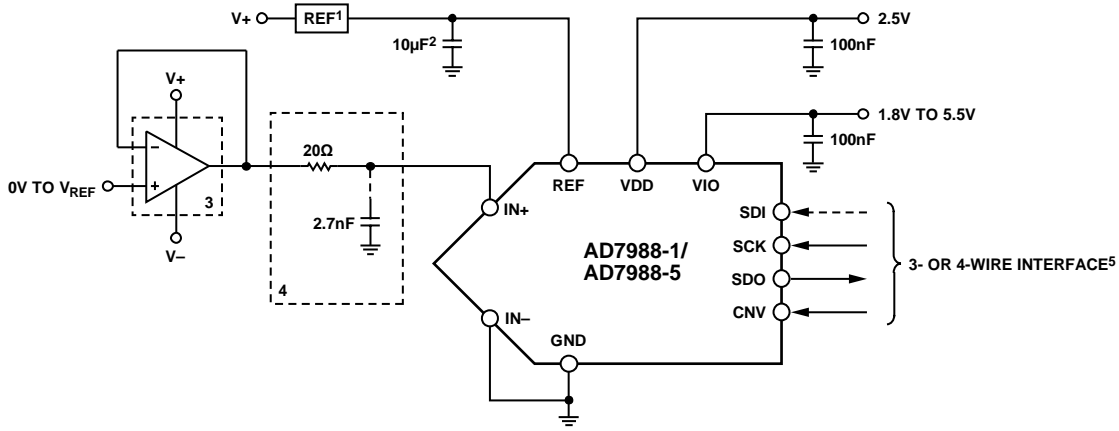 V+
REF1
10µF2
2.5V
100nF
V+
1.8V TO 5.5V
100nF
20Ω
REF
VDD
VIO
0V TO VREF
−
+
3
2.7nF
IN+
SDI
V–
AD7988-1/
AD7988-5
SCK
3- OR 4-WIRE INTERFACE5
SDO
4
CNV
IN–
GND